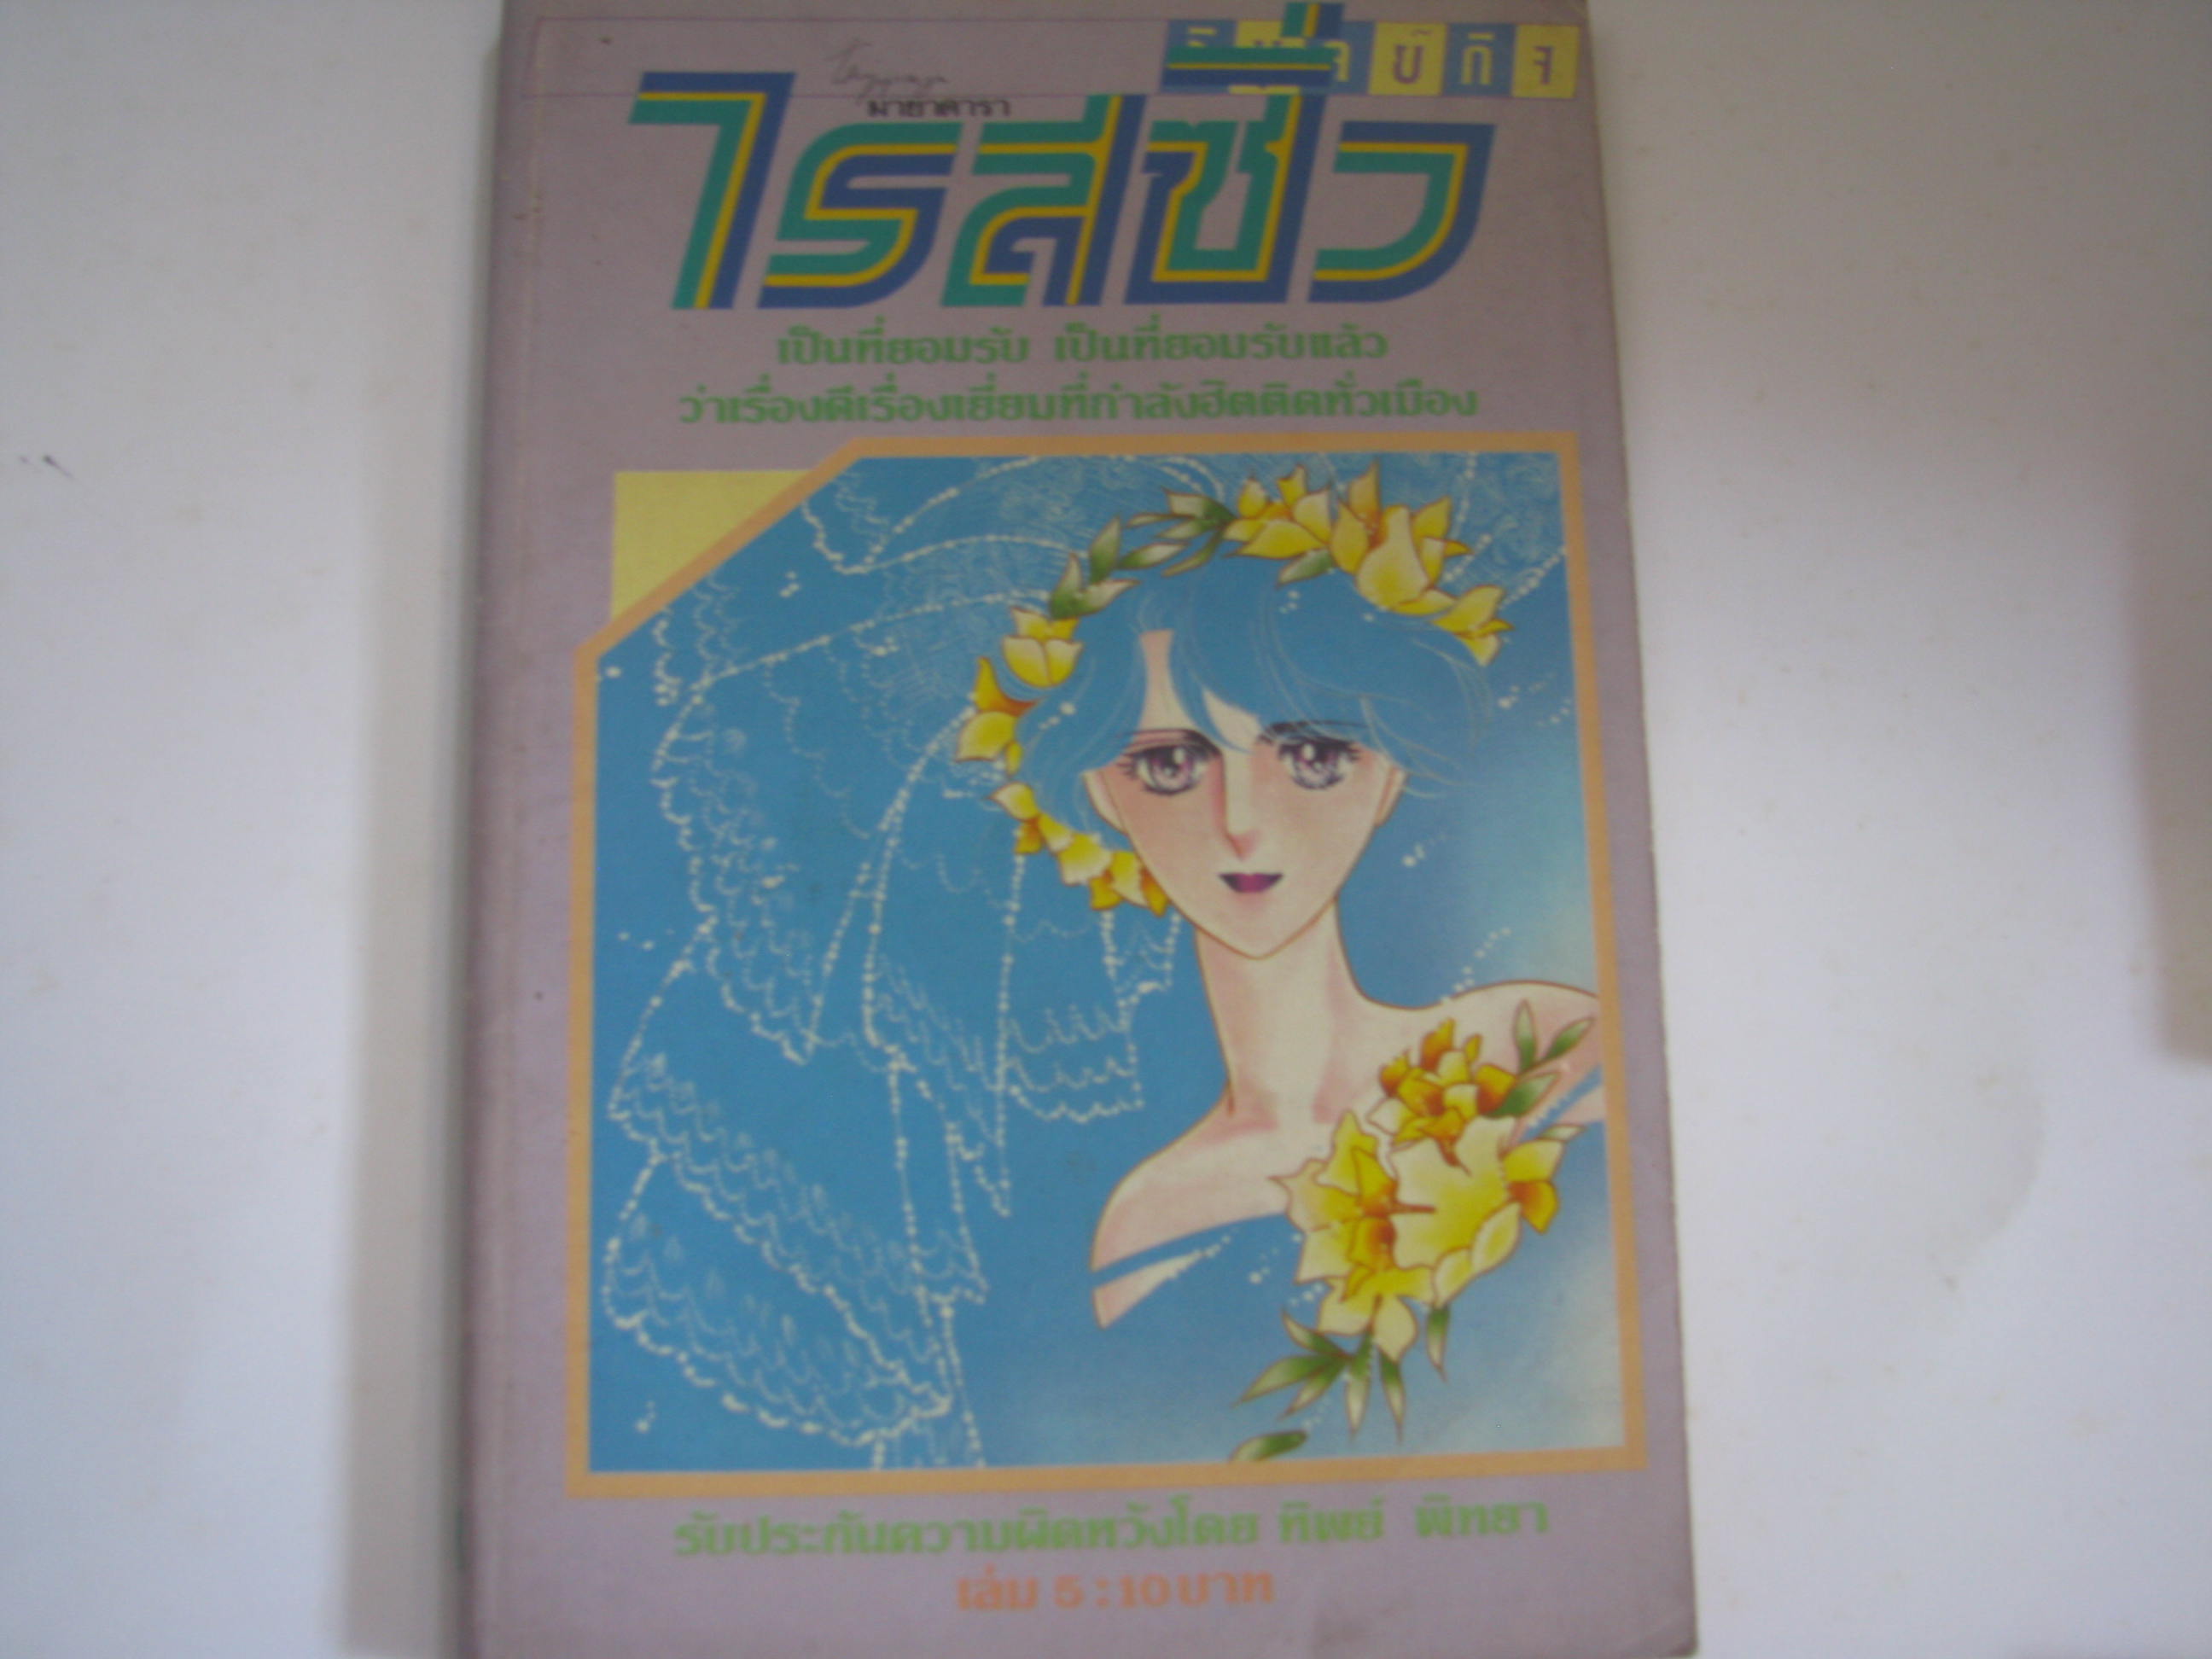 ย์กิจ
มายาดารา
ไรสซิ่ว
เป็นที่ยอมรับ เป็นที่ยอมรับแล้ว
ว่าเรื่องดีเรื่องเยี่ยมที่กำลังฮิตติดทั่วเมือง
รับประกันความผิดหวังโดย ทิพย์ พิทยา
เล่ม 5 : 10 บาท